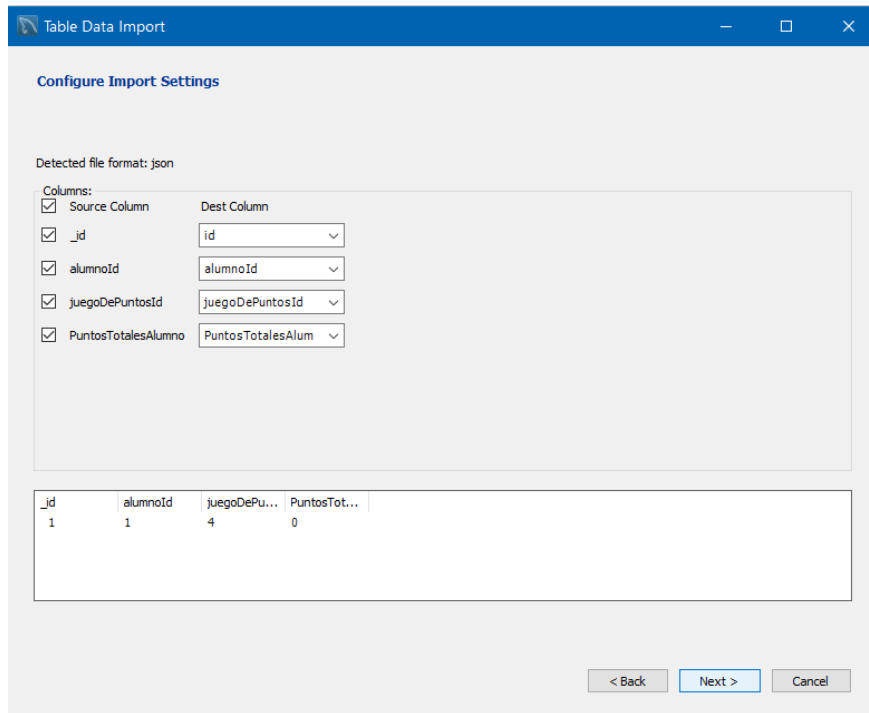 Table Data Import
Configure Import Settings
Detected file format: json
Columns:
Source Column Dest Column
_id id
alumnoId alumnoId
juegoDePuntosId juegoDePuntosId
PuntosTotalesAlumno PuntosTotalesAlum
_id alumnoId juegoDePu... PuntosTot...
1 1 4 0
< Back Next > Cancel